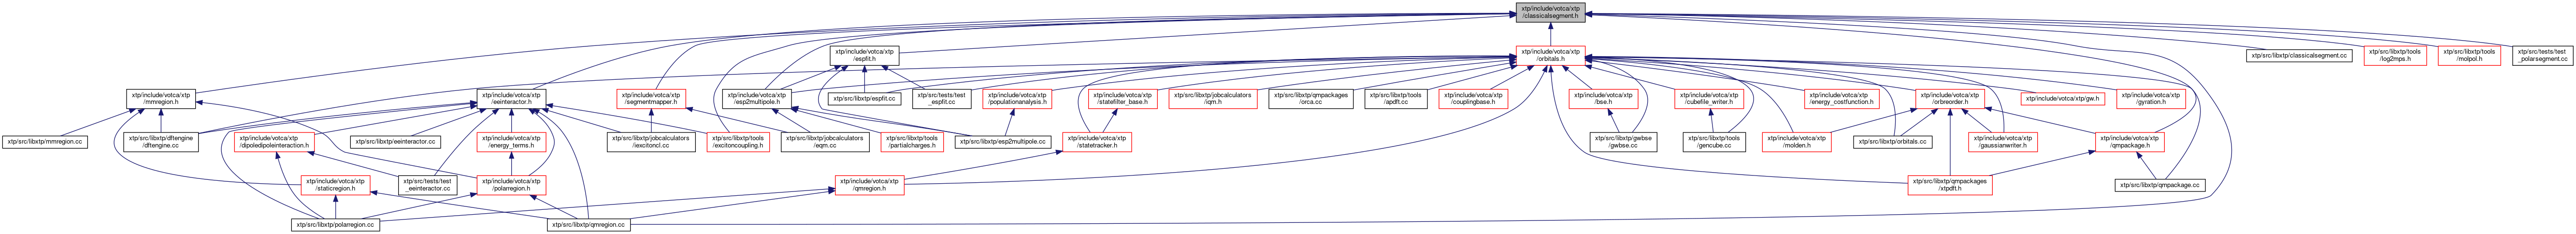 xtp/include/votca/xtp
/classicalsegment.h
xtp/include/votca/xtp
/espfit.h
xtp/include/votca/xtp
/orbitals.h
xtp/src/libxtp/classicalsegment.cc
xtp/src/libxtp/tools
/log2mps.h
xtp/src/libxtp/tools
/molpol.h
xtp/src/tests/test
_polarsegment.cc
xtp/include/votca/xtp
/mmregion.h
xtp/include/votca/xtp
/eeinteractor.h
xtp/include/votca/xtp
/segmentmapper.h
xtp/include/votca/xtp
/esp2multipole.h
xtp/src/libxtp/espfit.cc
xtp/src/tests/test
_espfit.cc
xtp/include/votca/xtp
/populationanalysis.h
xtp/include/votca/xtp
/statefilter_base.h
xtp/src/libxtp/jobcalculators
/iqm.h
xtp/src/libxtp/qmpackages
/orca.cc
xtp/src/libxtp/tools
/apdft.cc
xtp/include/votca/xtp
/couplingbase.h
xtp/include/votca/xtp
/bse.h
xtp/include/votca/xtp
/cubefile_writer.h
xtp/include/votca/xtp
/energy_costfunction.h
xtp/include/votca/xtp
/orbreorder.h
xtp/include/votca/xtp/gw.h
xtp/include/votca/xtp
/gyration.h
xtp/src/libxtp/mmregion.cc
xtp/src/libxtp/dftengine
/dftengine.cc
xtp/include/votca/xtp
/dipoledipoleinteraction.h
xtp/src/libxtp/eeinteractor.cc
xtp/include/votca/xtp
/energy_terms.h
xtp/src/libxtp/jobcalculators
/iexcitoncl.cc
xtp/src/libxtp/tools
/excitoncoupling.h
xtp/src/libxtp/jobcalculators
/eqm.cc
xtp/src/libxtp/tools
/partialcharges.h
xtp/src/libxtp/esp2multipole.cc
xtp/include/votca/xtp
/statetracker.h
xtp/src/libxtp/gwbse
/gwbse.cc
xtp/src/libxtp/tools
/gencube.cc
xtp/include/votca/xtp
/molden.h
xtp/src/libxtp/orbitals.cc
xtp/include/votca/xtp
/gaussianwriter.h
xtp/include/votca/xtp
/qmpackage.h
xtp/include/votca/xtp
/staticregion.h
xtp/src/tests/test
_eeinteractor.cc
xtp/include/votca/xtp
/polarregion.h
xtp/include/votca/xtp
/qmregion.h
xtp/src/libxtp/qmpackages
/xtpdft.h
xtp/src/libxtp/qmpackage.cc
xtp/src/libxtp/polarregion.cc
xtp/src/libxtp/qmregion.cc